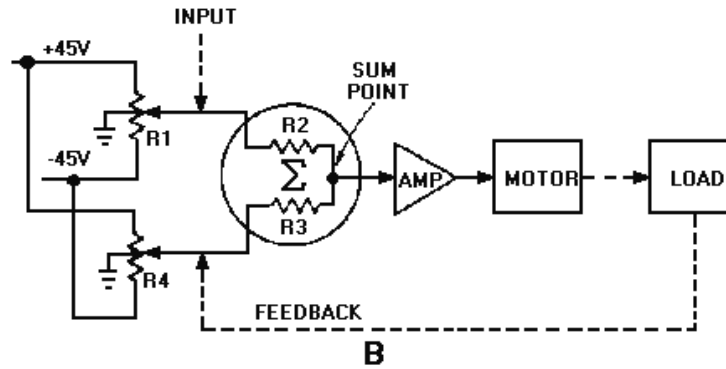 INPUT
+45V
SUM
POINT
R1
R2
Σ
AMP
MOTOR
LOAD
-45V
R3
R4
FEEDBACK
B